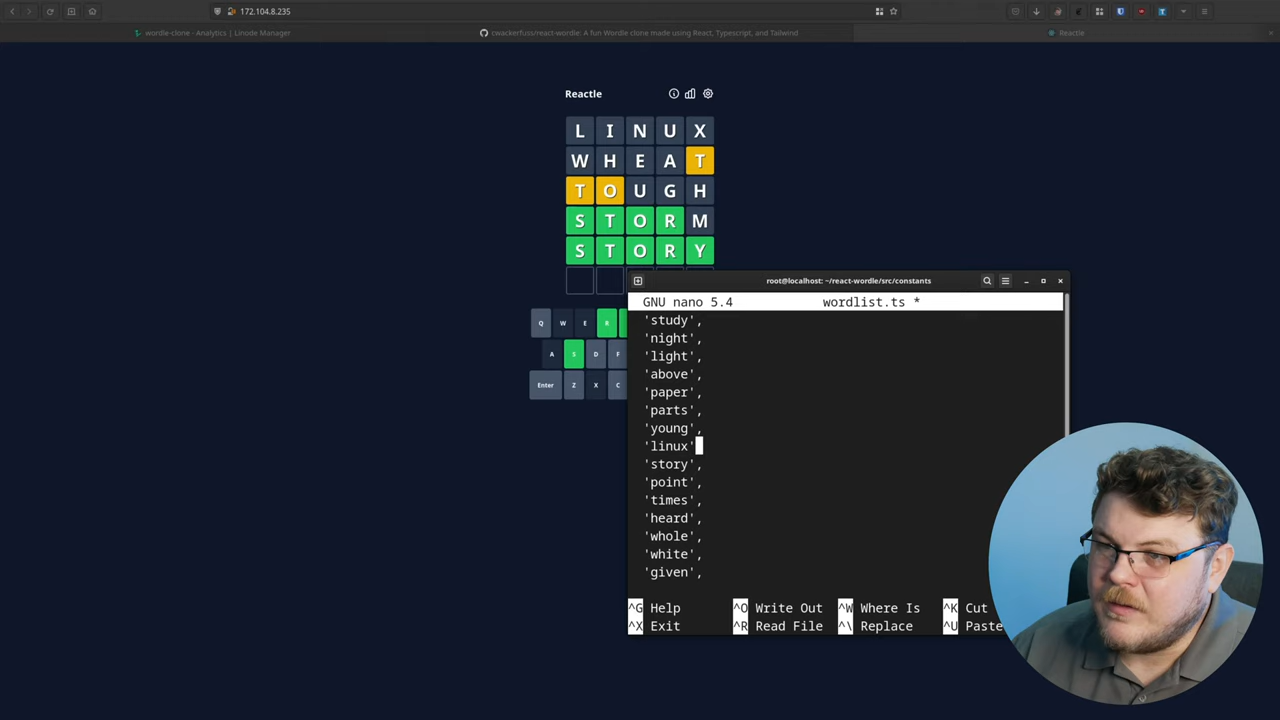 172.104.8.235
wordle-clone - Analytics | Linode Manager
cwackerfuss/react-wordle: A fun Wordle clone made using React, Typescript, and Tailwind
Reactle
Reactle
L I N U X
W H E A T
T O U G H
S T O R M
S T O R Y
Q W E R
A S D F
Enter Z X C
root@localhost: ~/react-wordle/src/constants
GNU nano 5.4 wordlist.ts *
'study',
'night',
'light',
'above',
'paper',
'parts',
'young',
'linux'
'story',
'point',
'times',
'heard',
'whole',
'white',
'given',
^G Help ^O Write Out ^W Where Is ^K Cut
^X Exit ^R Read File ^\ Replace ^U Paste